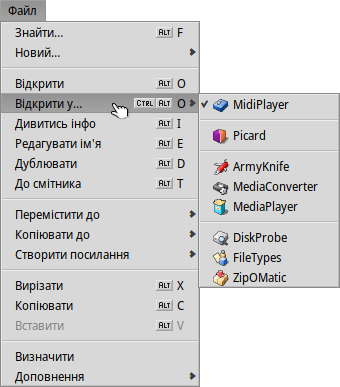 Файл
Знайти... ALT F
Новий...
Відкрити ALT O
Відкрити у... CTRL ALT O
Дивитись інфо ALT I
Редагувати ім'я ALT E
Дублювати ALT D
До смітника ALT T
Перемістити до
Копіювати до
Створити посилання
Вирізати ALT X
Копіювати ALT C
Вставити ALT V
Визначити
Доповнення
MidiPlayer
Picard
ArmyKnife
MediaConverter
MediaPlayer
DiskProbe
FileTypes
ZipOMatic